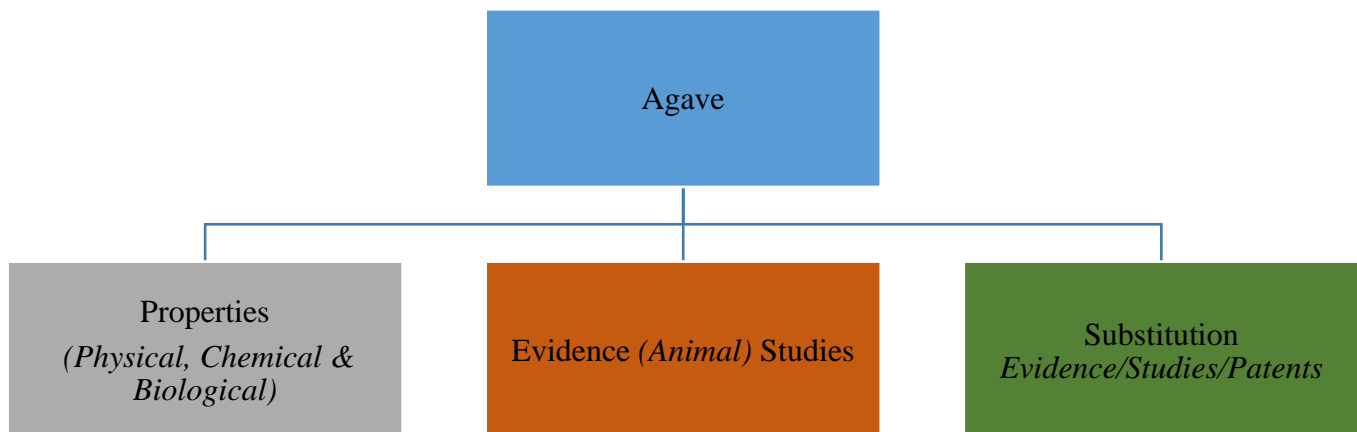 Agave
Properties
(Physical, Chemical &
Biological)
Evidence (Animal) Studies
Substitution
Evidence/Studies/Patents